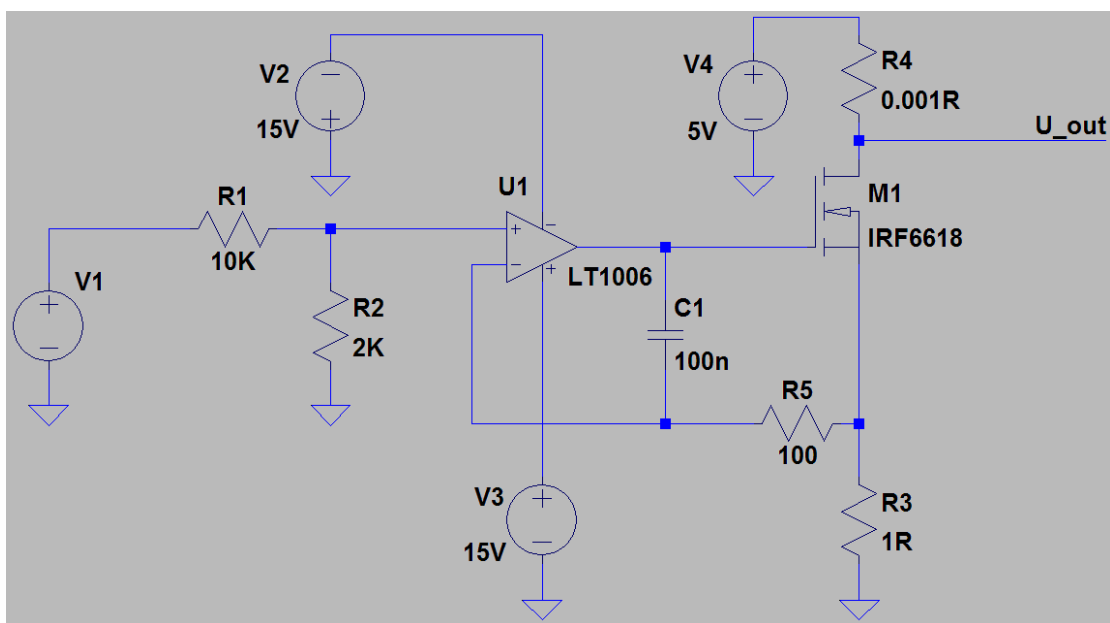 V2
15V
V4
5V
R4
0.001R
U_out
R1
10K
U1
LT1006
M1
IRF6618
V1
R2
2K
C1
100n
R5
100
V3
15V
R3
1R